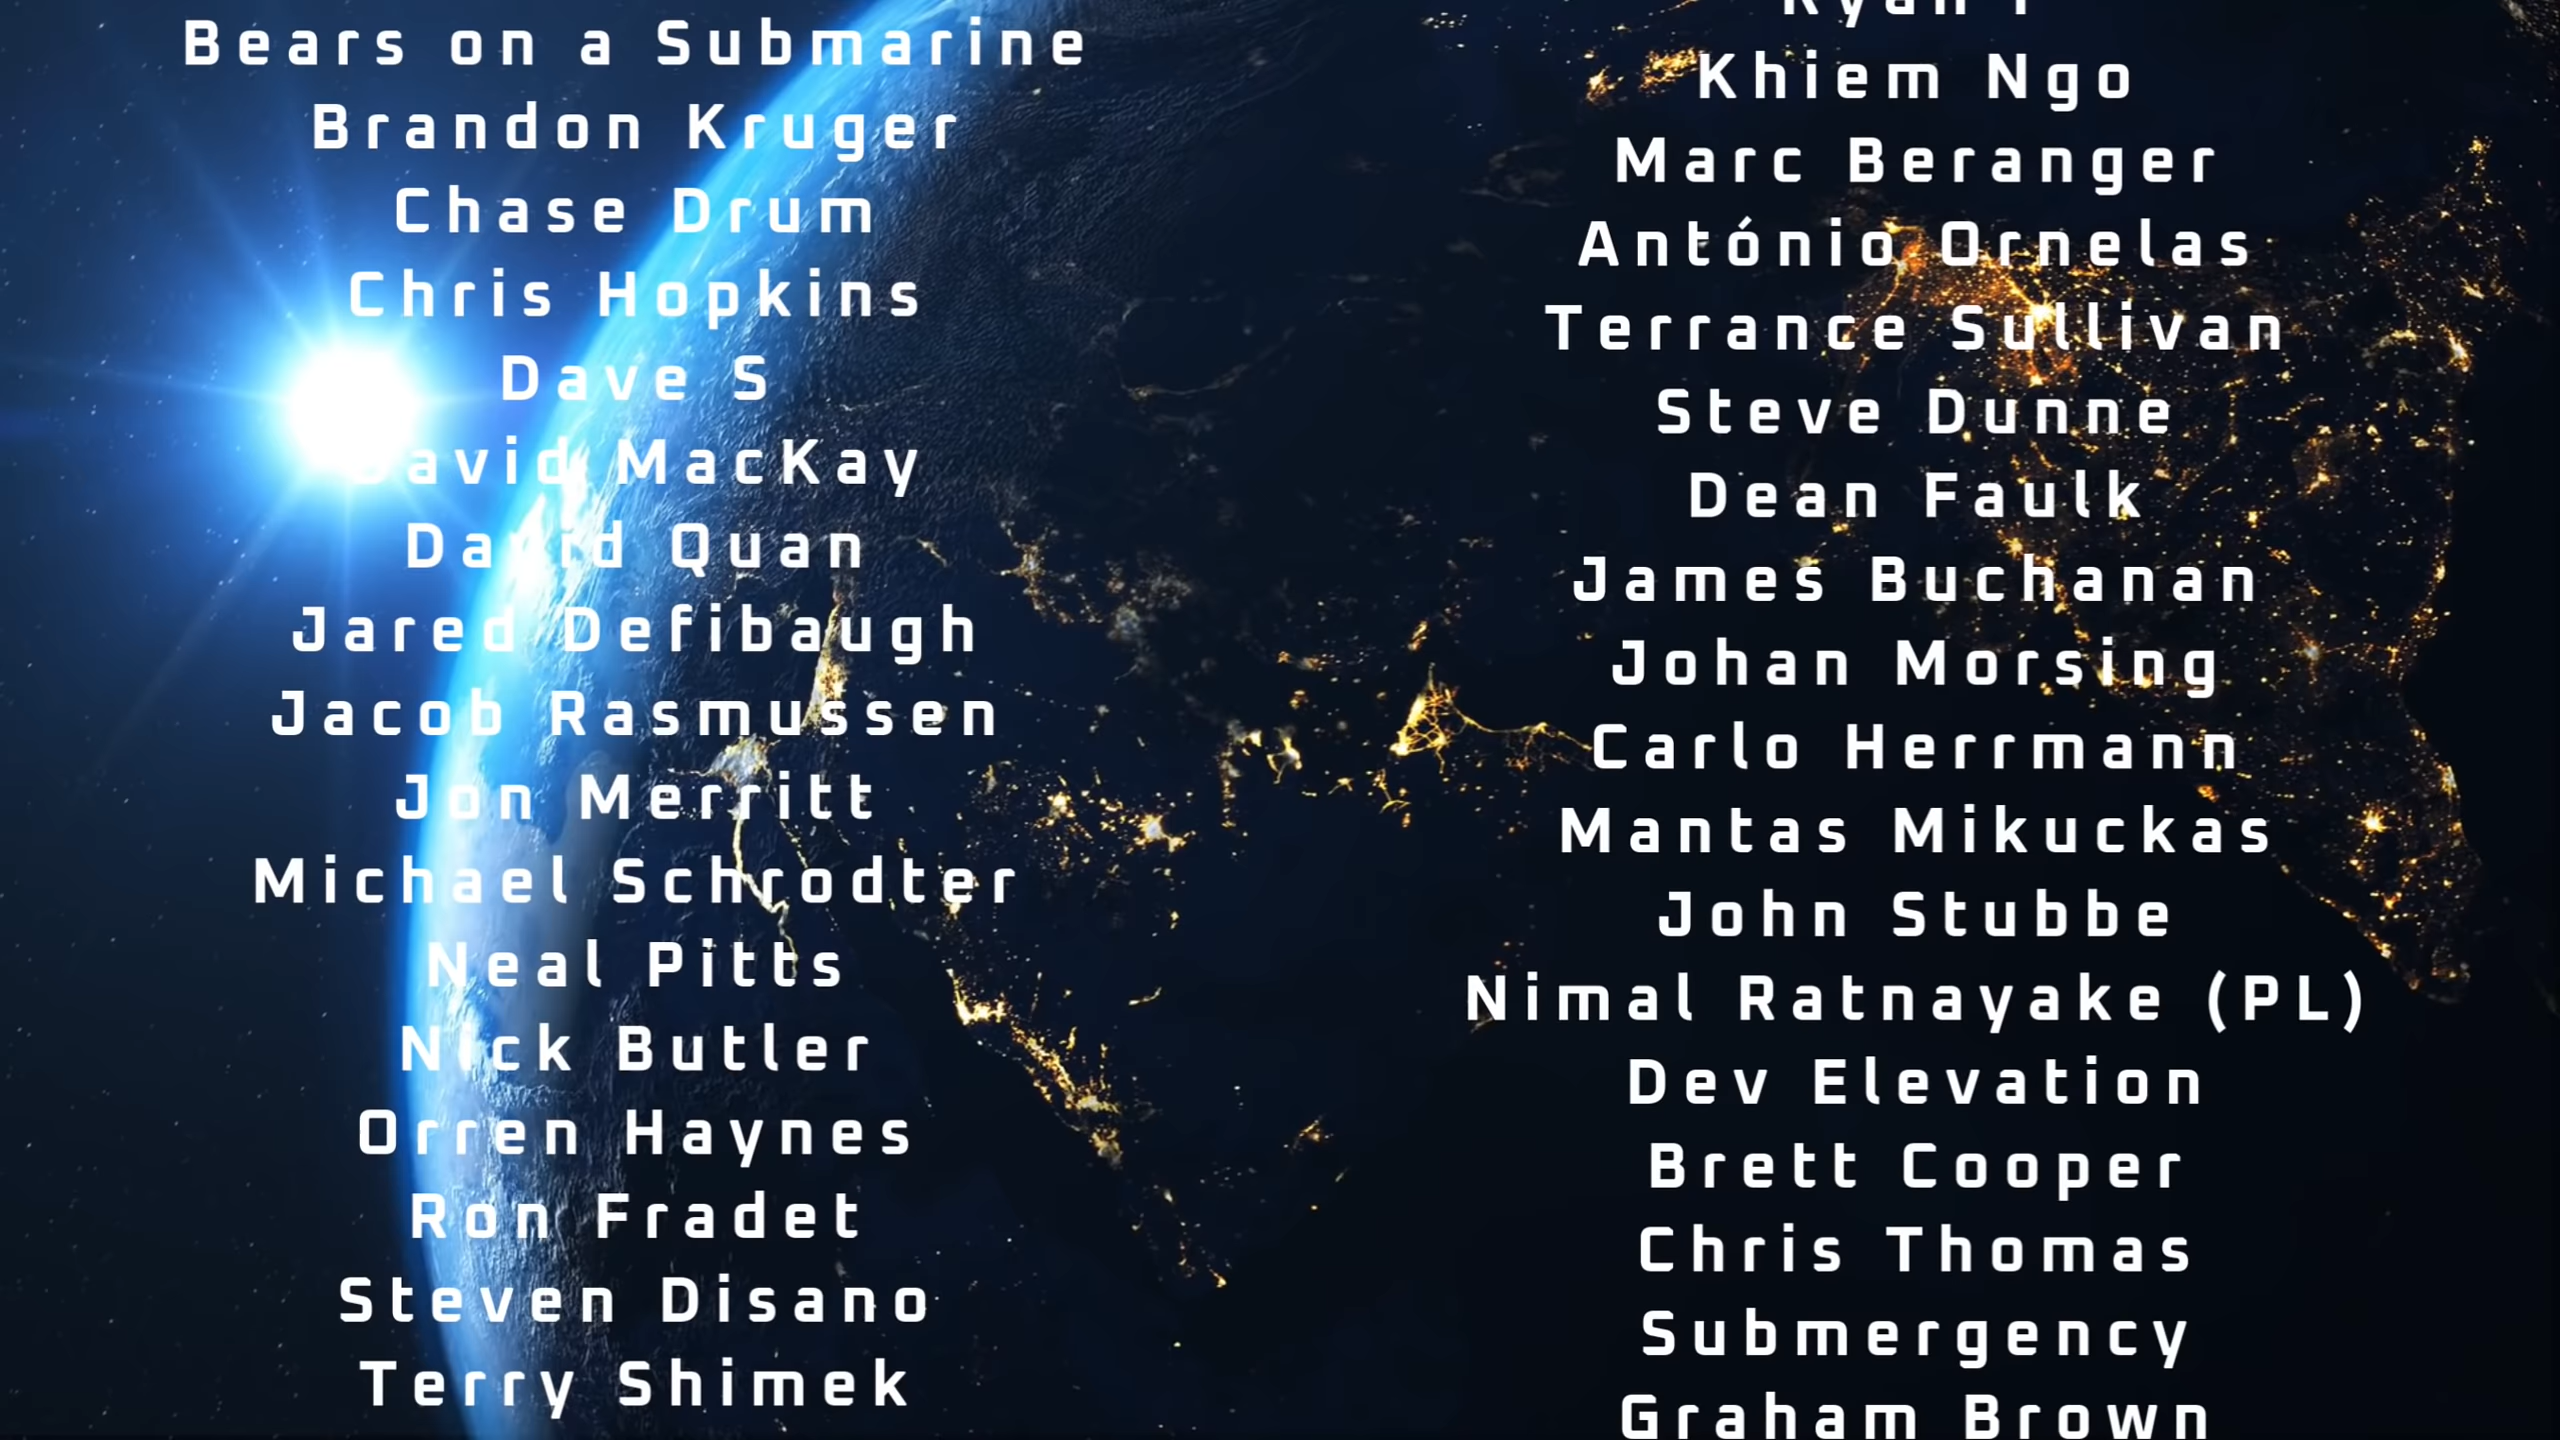 Bears on a Submarine
Brandon Kruger
Chase Drum
Chris Hopkins
Dave S
David MacKay
David Quan
Jared Defibaugh
Jacob Rasmussen
Jon Merritt
Michael Schrodter
Neal Pitts
Nick Butler
Orren Haynes
Ron Fradet
Steven Disano
Terry Shimek
Khiem Ngo
Marc Beranger
António Ornelas
Terrance Sullivan
Steve Dunne
Dean Faulk
James Buchanan
Johan Morsing
Carlo Herrmann
Mantas Mikuckas
John Stubbe
Nimal Ratnayake (PL)
Dev Elevation
Brett Cooper
Chris Thomas
Submergency
Graham Brown